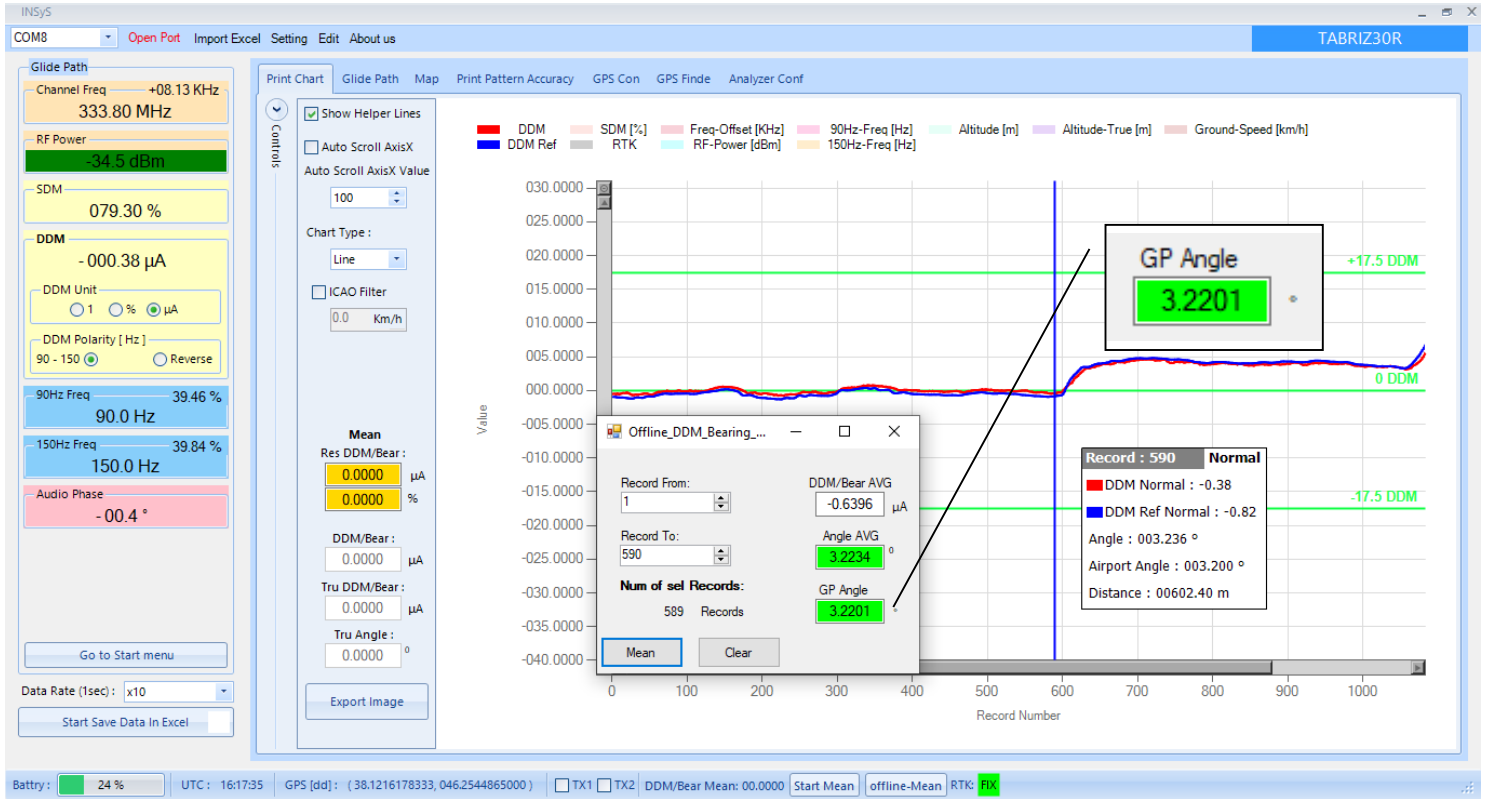 INSyS
COM8 Open Port Import Excel Setting Edit About us TABRIZ30R
Glide Path
Channel Freq +08.13 KHz
333.80 MHz
RF Power
-34.5 dBm
SDM
079.30 %
DDM
- 000.38 µA
DDM Unit
1 % µA
DDM Polarity [ Hz ]
90 - 150 Reverse
90Hz Freq 39.46 %
90.0 Hz
150Hz Freq 39.84 %
150.0 Hz
Audio Phase
- 00.4 °
Go to Start menu
Data Rate (1sec) : x10
Start Save Data In Excel
Print Chart Glide Path Map Print Pattern Accuracy GPS Con GPS Finde Analyzer Conf
Controls
Show Helper Lines
Auto Scroll AxisX
Auto Scroll AxisX Value
100
Chart Type :
Line
ICAO Filter
0.0 Km/h
Mean
Res DDM/Bear :
0.0000 µA
0.0000 %
DDM/Bear :
0.0000 µA
Tru DDM/Bear :
0.0000 µA
Tru Angle :
0.0000 °
Export Image
DDM SDM [%] Freq-Offset [KHz] 90Hz-Freq [Hz] Altitude [m] Altitude-True [m] Ground-Speed [km/h]
DDM Ref RTK RF-Power [dBm] 150Hz-Freq [Hz]
030.0000
025.0000
020.0000
015.0000
010.0000
005.0000
000.0000
-005.0000
-010.0000
-015.0000
-020.0000
-025.0000
-030.0000
-035.0000
-040.0000
Value
+17.5 DDM
0 DDM
-17.5 DDM
GP Angle
3.2201 °
Offline_DDM_Bearing_...
Record From: DDM/Bear AVG
1 -0.6396 µA
Record To: Angle AVG
590 3.2234 °
Num of sel Records: GP Angle
589 Records 3.2201 °
Mean Clear
Record : 590 Normal
DDM Normal : -0.38
DDM Ref Normal : -0.82
Angle : 003.236 º
Airport Angle : 003.200 º
Distance : 00602.40 m
0 100 200 300 400 500 600 700 800 900 1000
Record Number
Battry : 24 % UTC : 16:17:35 GPS [dd] : ( 38.1216178333, 046.2544865000 ) TX1 TX2 DDM/Bear Mean: 00.0000 Start Mean offline-Mean RTK: FIX